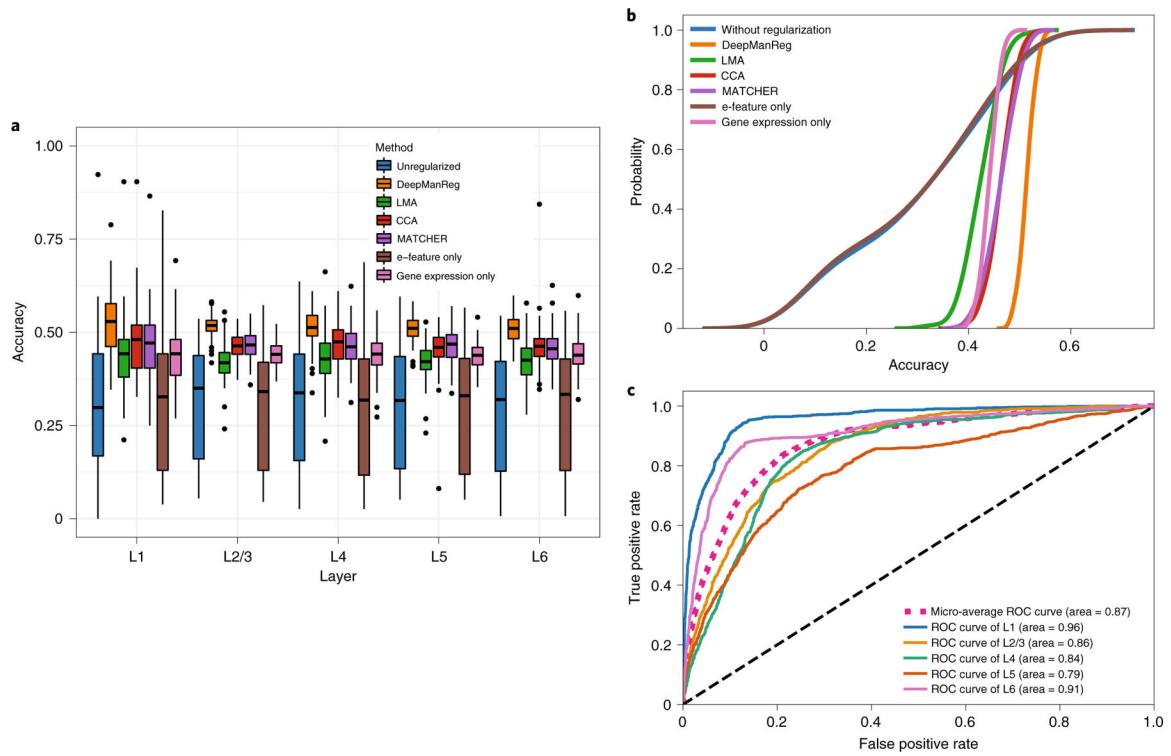 a
1.00
0.75
0.50
0.25
0
Accuracy
Method
Unregularized
DeepManReg
LMA
CCA
MATCHER
e-feature only
Gene expression only
L1 L2/3 L4 L5 L6
Layer
b
1.0
0.8
0.6
0.4
0.2
0
Probability
Without regularization
DeepManReg
LMA
CCA
MATCHER
e-feature only
Gene expression only
0 0.2 0.4 0.6
Accuracy
c
1.0
0.8
0.6
0.4
0.2
0
True positive rate
Micro-average ROC curve (area = 0.87)
ROC curve of L1 (area = 0.96)
ROC curve of L2/3 (area = 0.86)
ROC curve of L4 (area = 0.84)
ROC curve of L5 (area = 0.79)
ROC curve of L6 (area = 0.91)
0 0.2 0.4 0.6 0.8 1.0
False positive rate